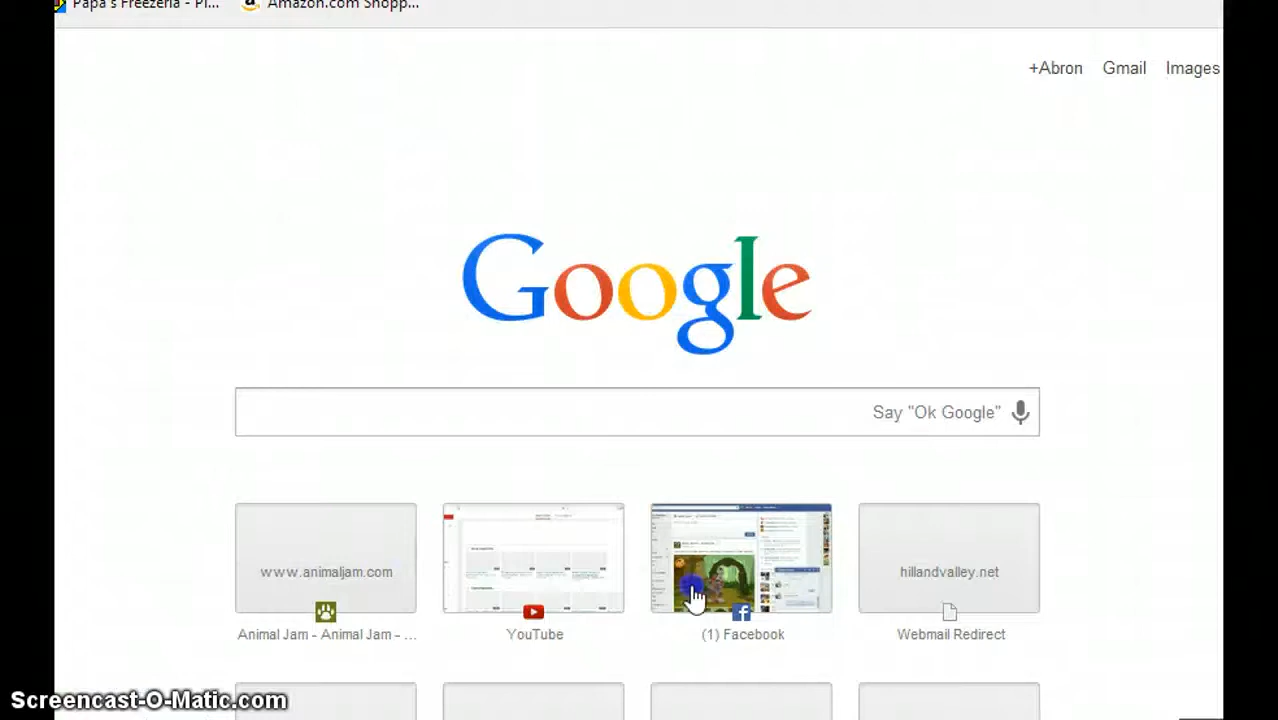 Papa's Freezeria - Pl... Amazon.com Shopp...
+Abron Gmail Images
Google
Say "Ok Google"
www.animaljam.com hillandvalley.net
Animal Jam - Animal Jam - ... YouTube (1) Facebook Webmail Redirect
Screencast-O-Matic.com